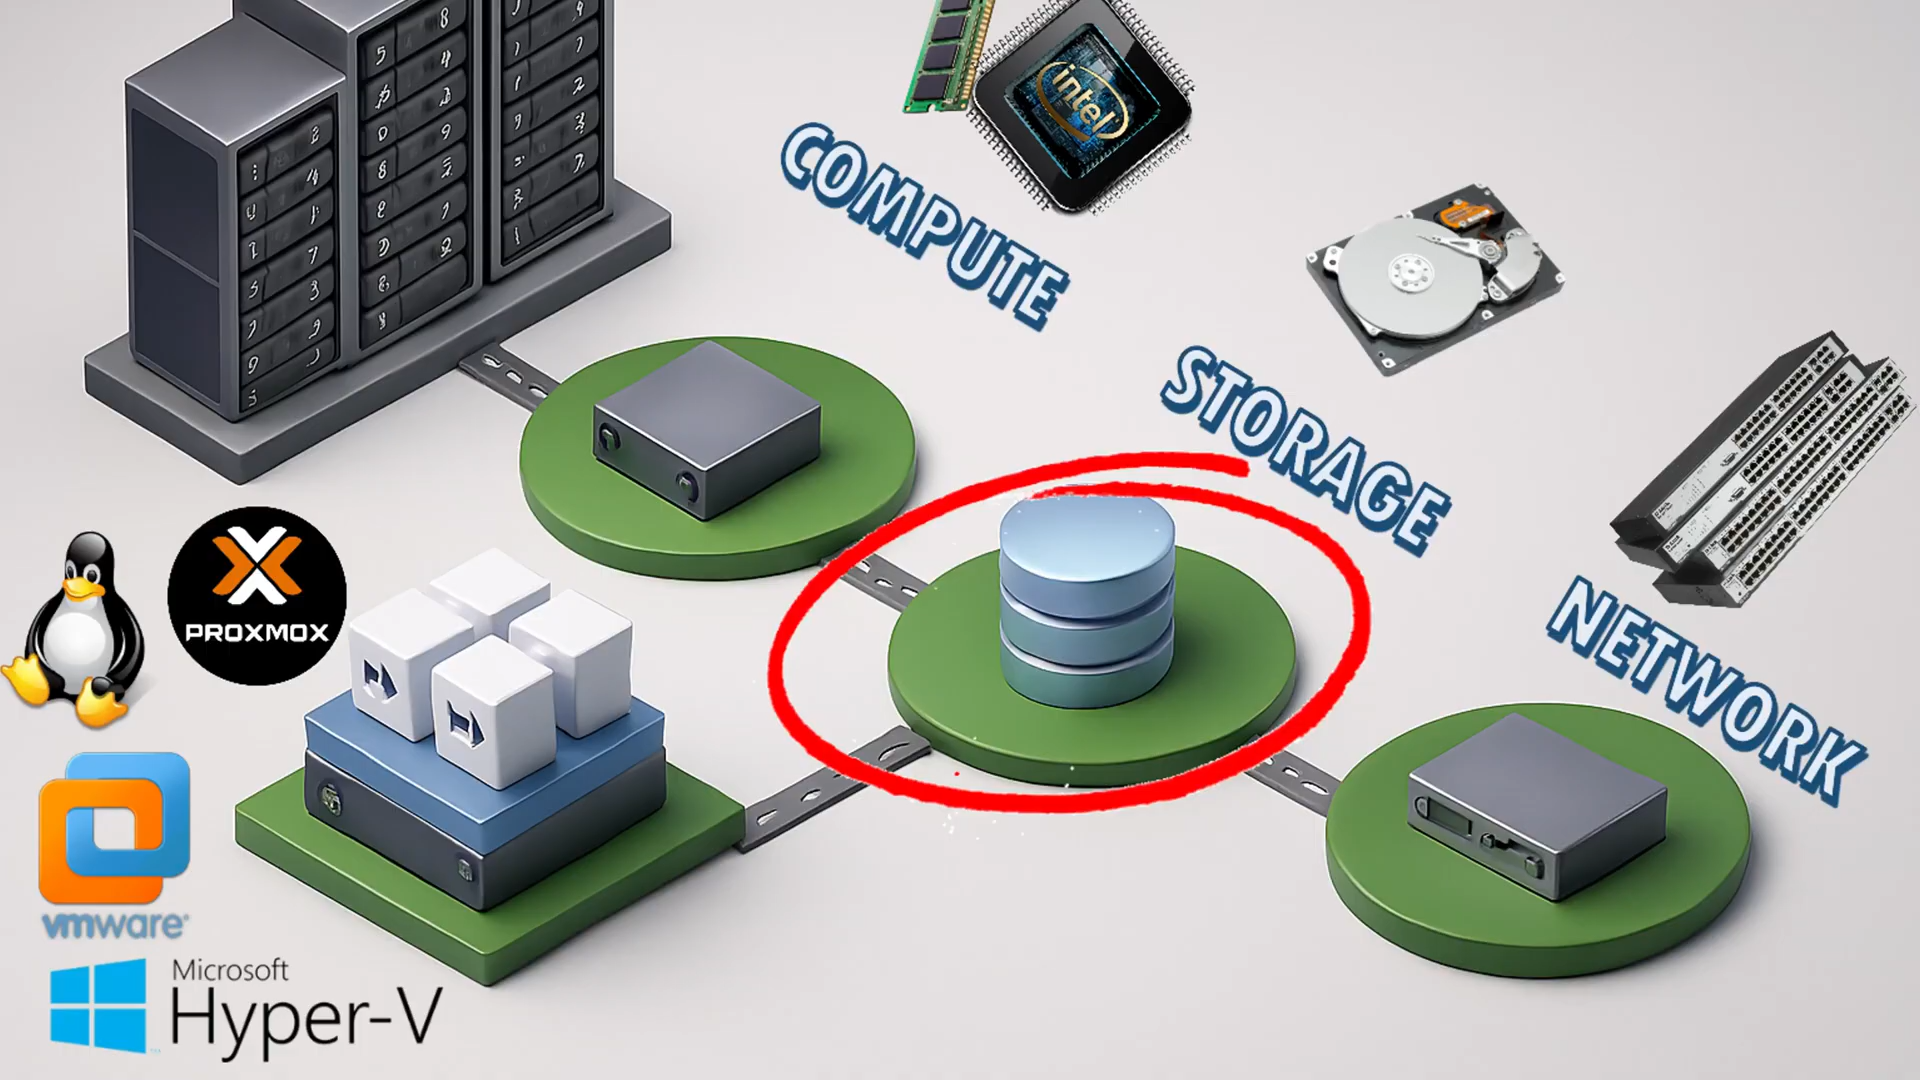 intel
COMPUTE
STORAGE
NETWORK
PROXMOX
vmware
Microsoft
Hyper-V